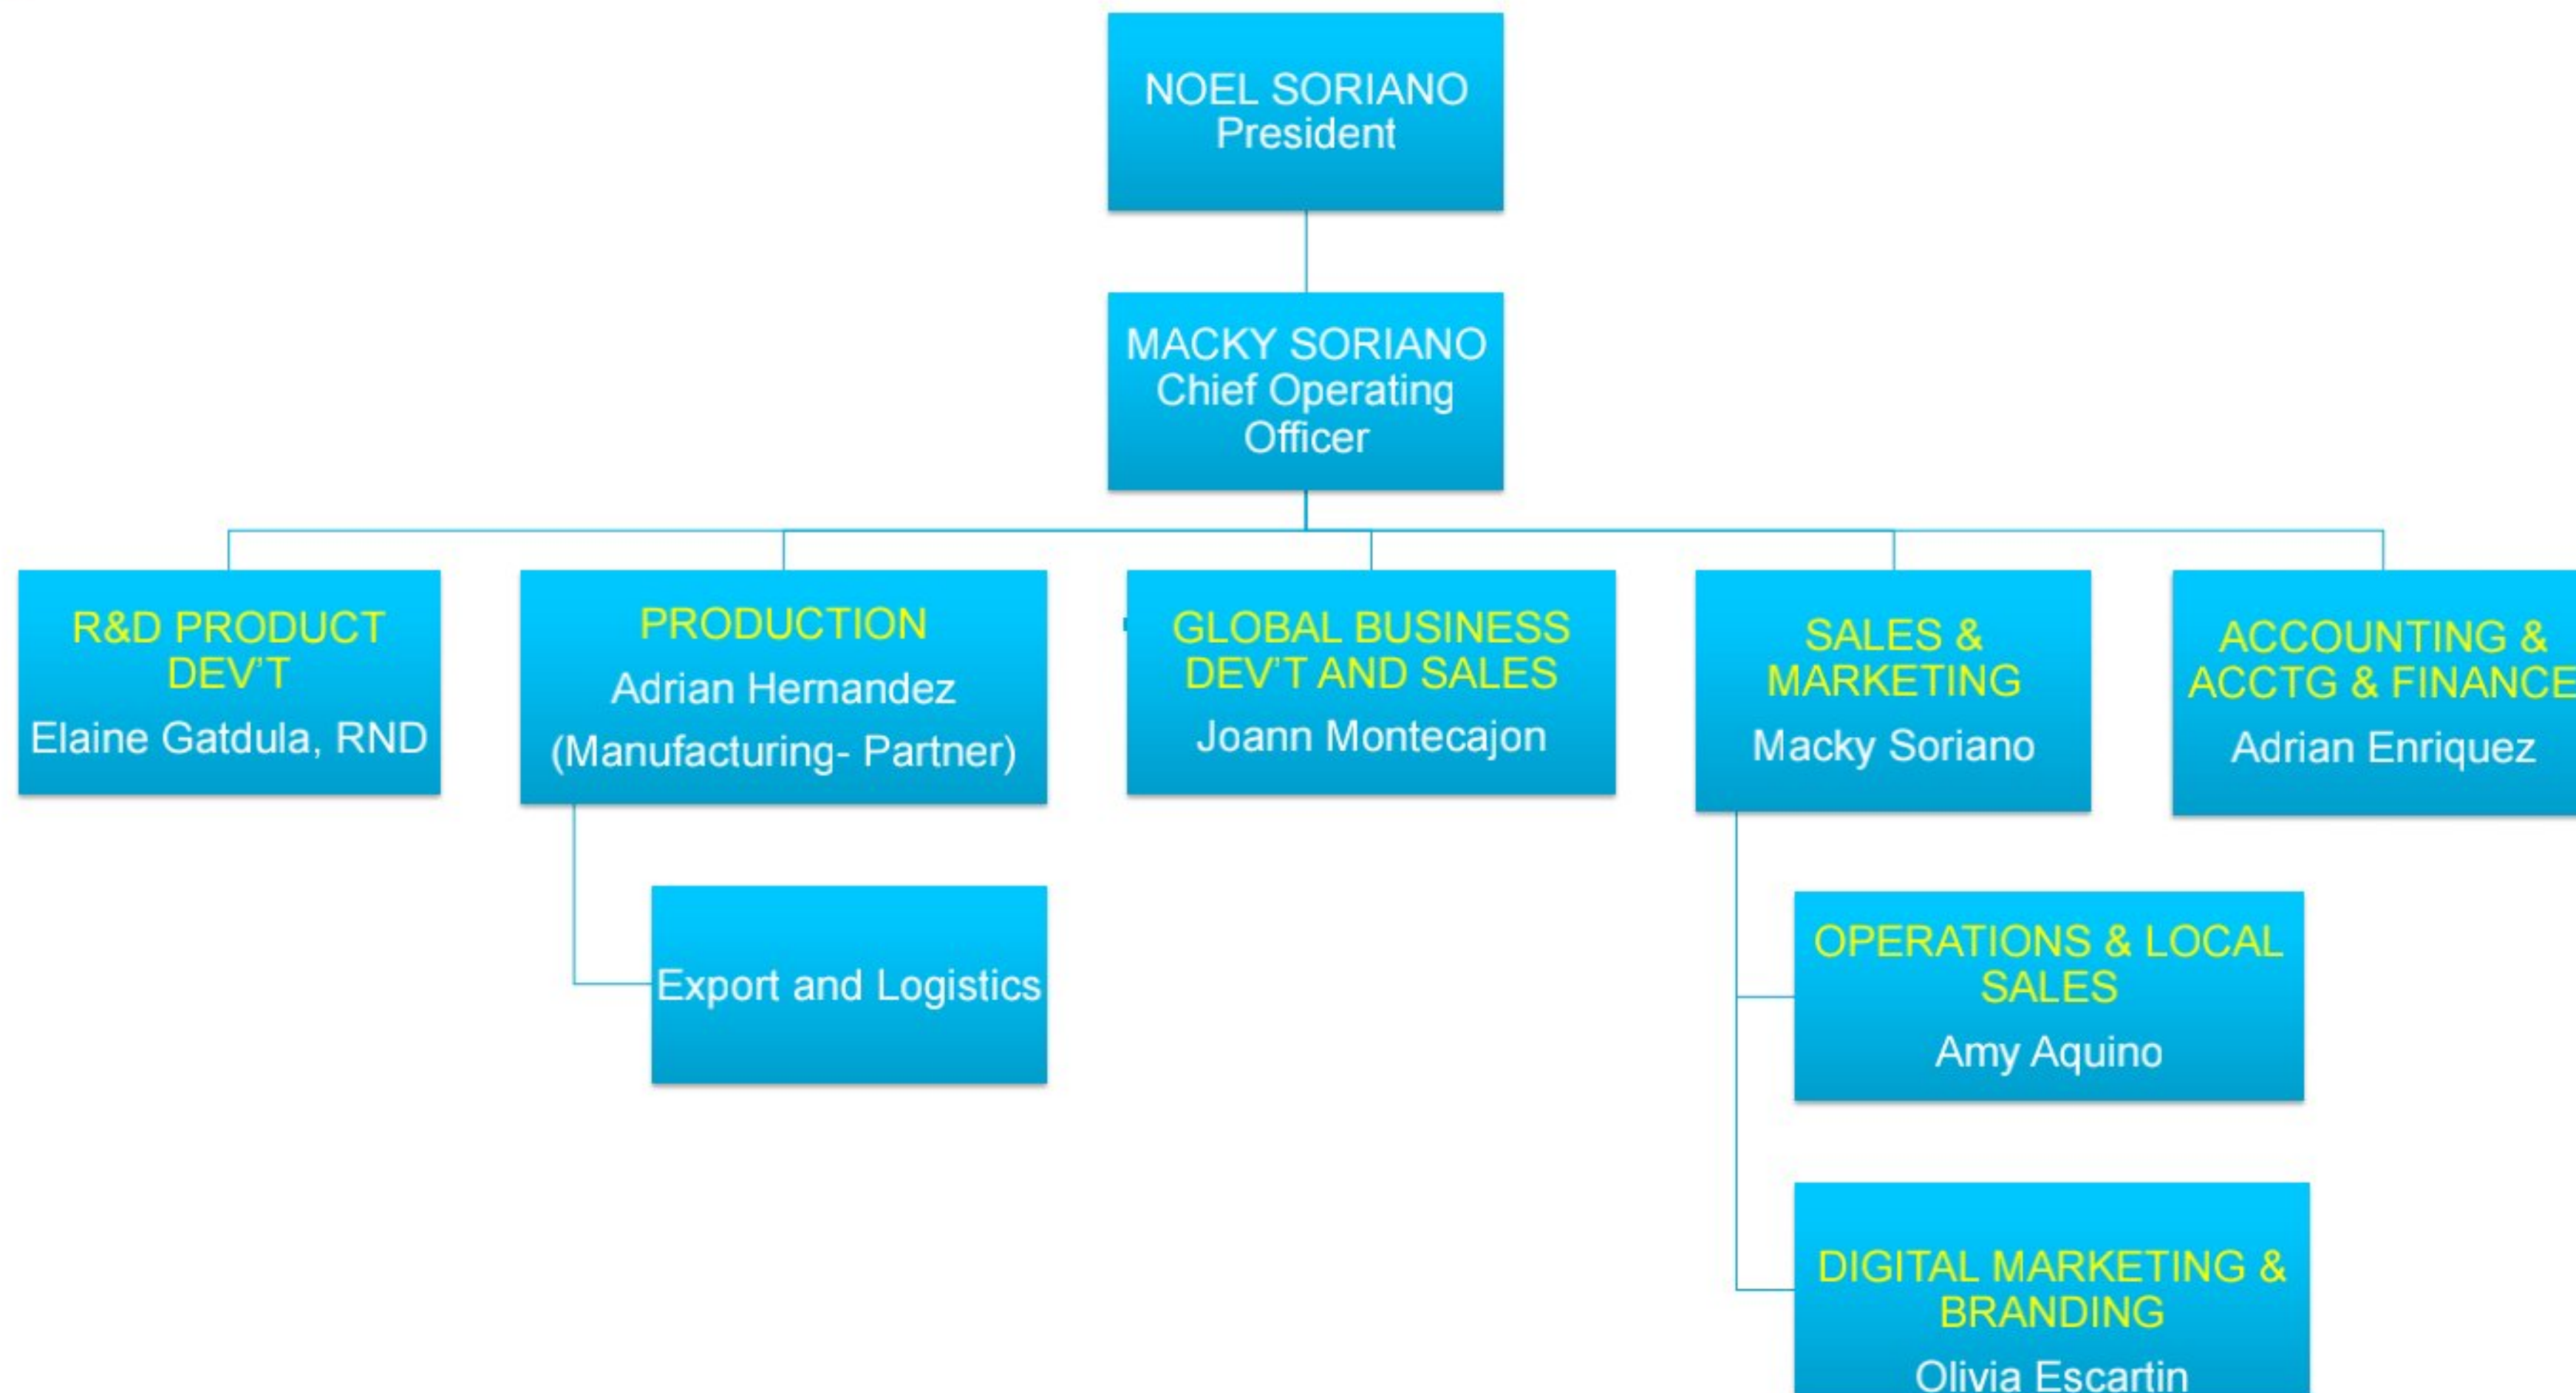 NOEL SORIANO
President
MACKY SORIANO
Chief Operating
Officer
R&D PRODUCT
DEV'T
Elaine Gatdula, RND
PRODUCTION
Adrian Hernandez
(Manufacturing- Partner)
Export and Logistics
GLOBAL BUSINESS
DEV'T AND SALES
Joann Montecajon
SALES &
MARKETING
Macky Soriano
OPERATIONS & LOCAL
SALES
Amy Aquino
DIGITAL MARKETING &
BRANDING
Olivia Escartin
ACCOUNTING &
ACCTG & FINANCE
Adrian Enriquez